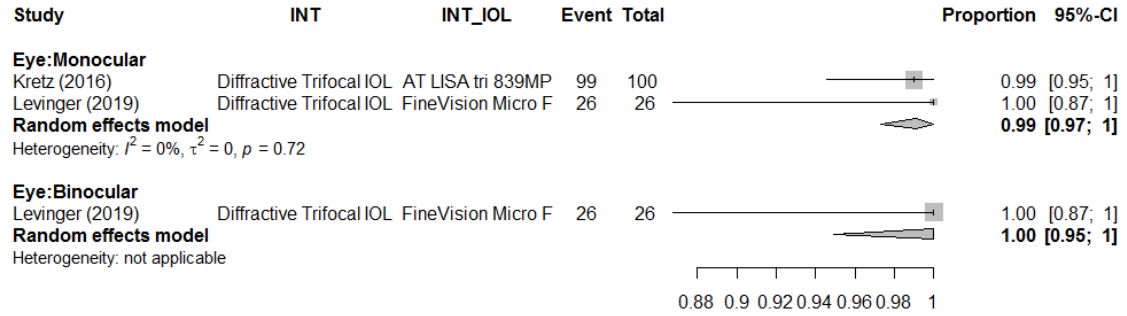 Study INT INT_IOL Event Total Proportion 95%-CI
Eye:Monocular
Kretz (2016) Diffractive Trifocal IOL AT LISA tri 839MP 99 100 0.99 [0.95; 1]
Levinger (2019) Diffractive Trifocal IOL FineVision Micro F 26 26 1.00 [0.87; 1]
Random effects model 0.99 [0.97; 1]
Heterogeneity: I² = 0%, τ² = 0, p = 0.72
Eye:Binocular
Levinger (2019) Diffractive Trifocal IOL FineVision Micro F 26 26 1.00 [0.87; 1]
Random effects model 1.00 [0.95; 1]
Heterogeneity: not applicable
0.88 0.9 0.92 0.94 0.96 0.98 1